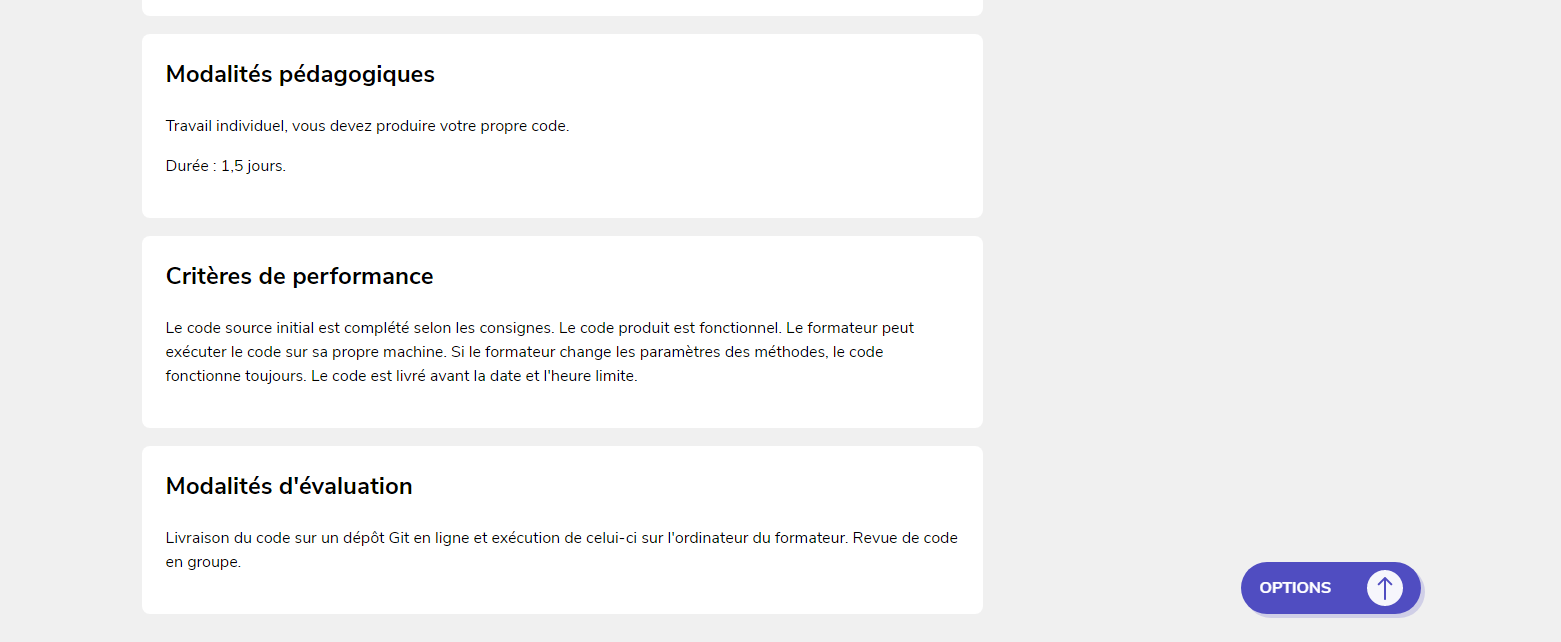 Modalités pédagogiques
Travail individuel, vous devez produire votre propre code.
Durée : 1,5 jours.
Critères de performance
Le code source initial est complété selon les consignes. Le code produit est fonctionnel. Le formateur peut
exécuter le code sur sa propre machine. Si le formateur change les paramètres des méthodes, le code
fonctionne toujours. Le code est livré avant la date et l'heure limite.
Modalités d'évaluation
Livraison du code sur un dépôt Git en ligne et exécution de celui-ci sur l'ordinateur du formateur. Revue de code
en groupe.
OPTIONS